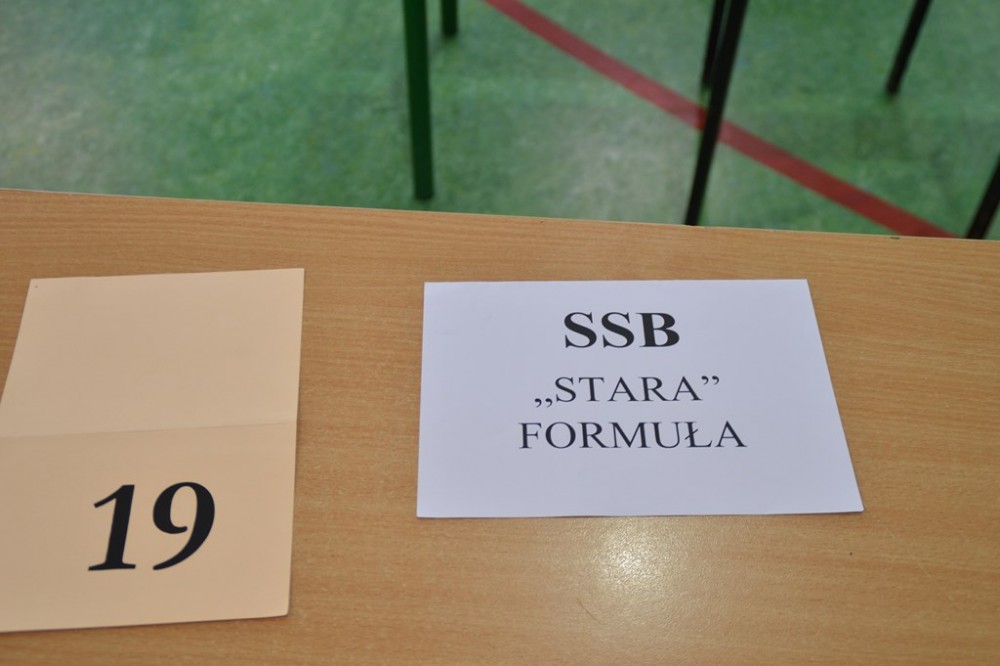 19
SSB
„STARA”
FORMUŁA